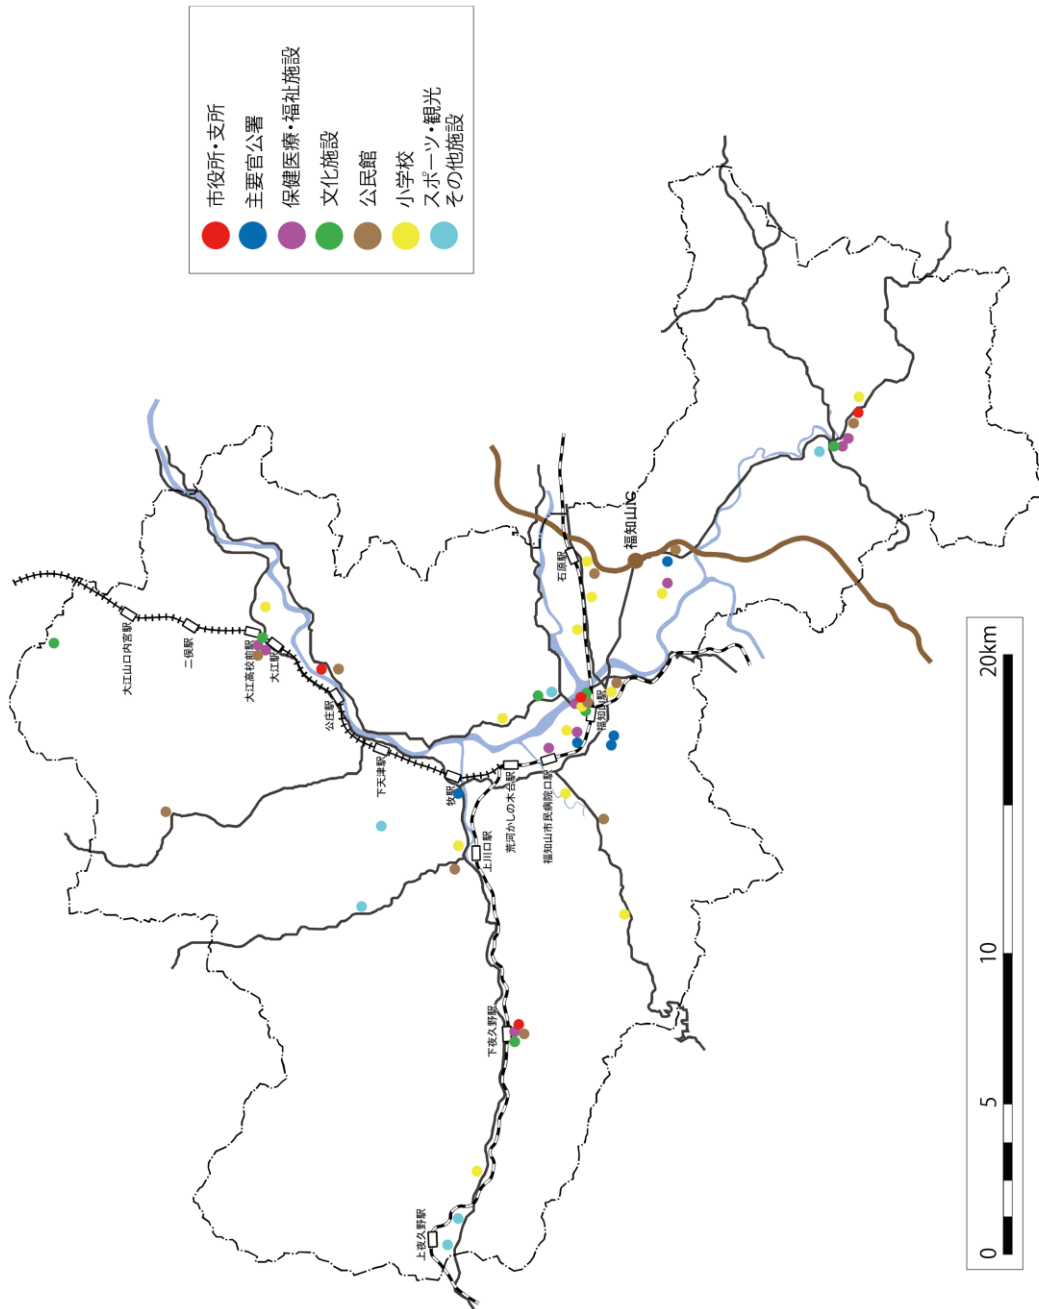 市役所・支所
主要官公署
保健医療・福祉施設
文化施設
公民館
小学校
スポーツ・観光
その他施設
大江山口内宮駅
二俣駅
大江高校前駅
大江駅
公庄駅
下天津駅
牧駅
荒河かしの木台駅
福知山市民病院口駅
福知山駅
石原駅
福知山IC
上川口駅
下夜久野駅
上夜久野駅
0 5 10 20km